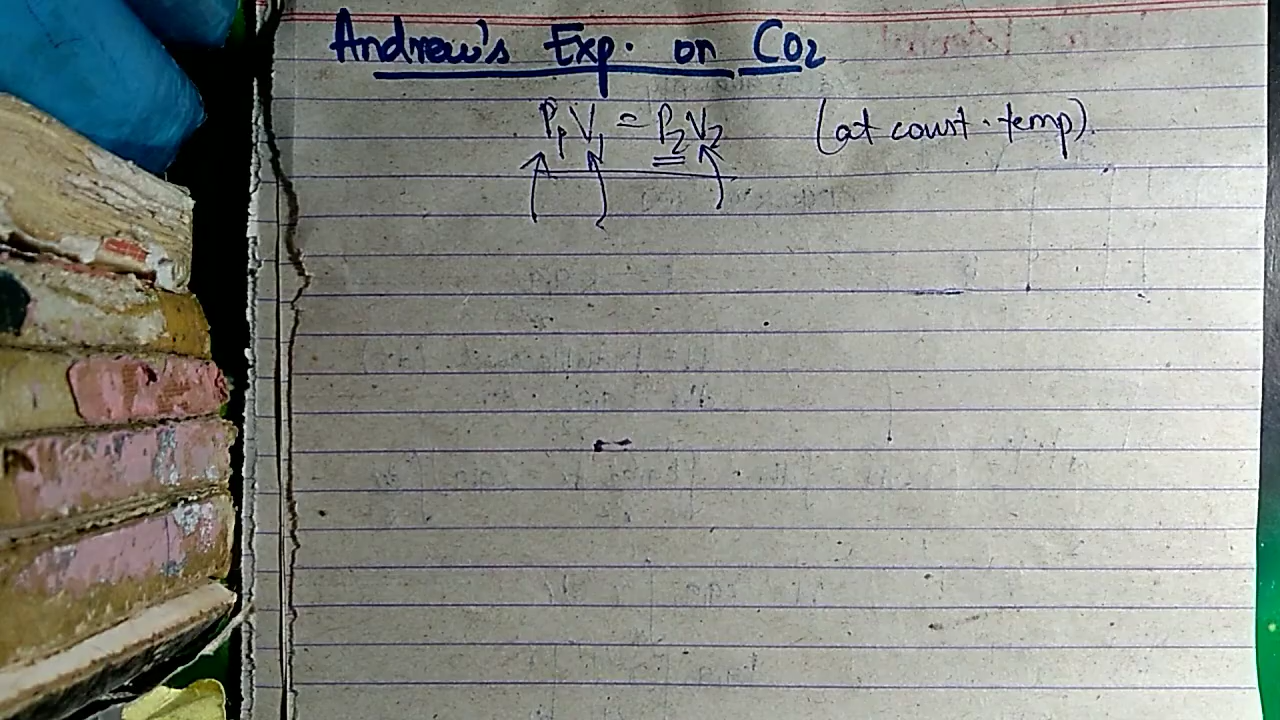 Andrew's Exp. on CO2
P1V1 = P2V2 (at const. temp).